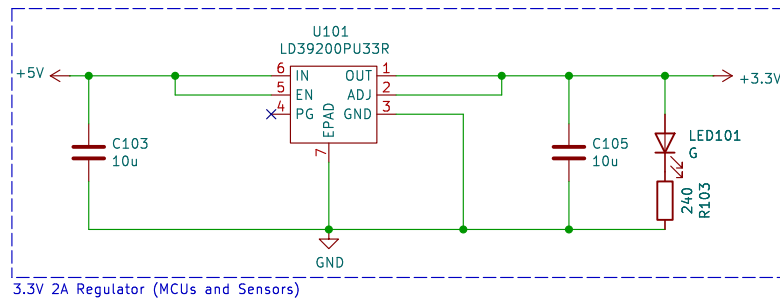 U101
LD39200PU33R
+5V
6 IN OUT 1
5 EN ADJ 2
4 PG GND 3
EPAD
7
+3.3V
C103
10u
C105
10u
LED101
G
240
R103
GND
3.3V 2A Regulator (MCUs and Sensors)